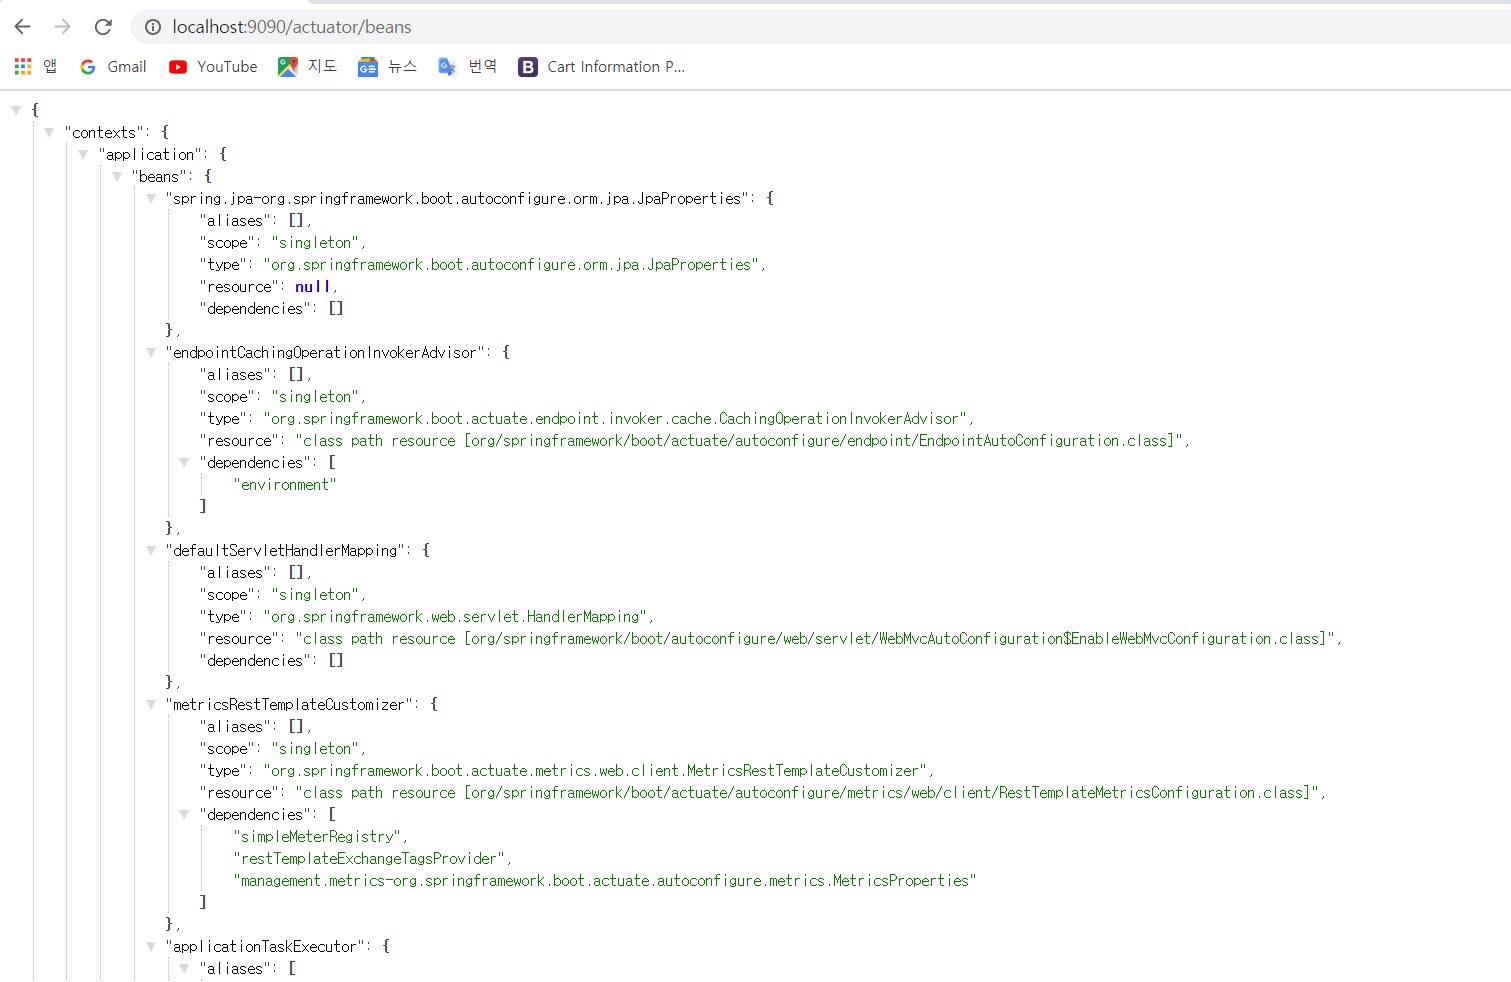 localhost:9090/actuator/beans
앱 Gmail YouTube 지도 뉴스 번역 Cart Information P...
{
"contexts": {
"application": {
"beans": {
"spring.jpa-org.springframework.boot.autoconfigure.orm.jpa.JpaProperties": {
"aliases": [],
"scope": "singleton",
"type": "org.springframework.boot.autoconfigure.orm.jpa.JpaProperties",
"resource": null,
"dependencies": []
},
"endpointCachingOperationInvokerAdvisor": {
"aliases": [],
"scope": "singleton",
"type": "org.springframework.boot.actuate.endpoint.invoker.cache.CachingOperationInvokerAdvisor",
"resource": "class path resource [org/springframework/boot/actuate/autoconfigure/endpoint/EndpointAutoConfiguration.class]",
"dependencies": [
"environment"
]
},
"defaultServletHandlerMapping": {
"aliases": [],
"scope": "singleton",
"type": "org.springframework.web.servlet.HandlerMapping",
"resource": "class path resource [org/springframework/boot/autoconfigure/web/servlet/WebMvcAutoConfiguration$EnableWebMvcConfiguration.class]",
"dependencies": []
},
"metricsRestTemplateCustomizer": {
"aliases": [],
"scope": "singleton",
"type": "org.springframework.boot.actuate.metrics.web.client.MetricsRestTemplateCustomizer",
"resource": "class path resource [org/springframework/boot/actuate/autoconfigure/metrics/web/client/RestTemplateMetricsConfiguration.class]",
"dependencies": [
"simpleMeterRegistry",
"restTemplateExchangeTagsProvider",
"management.metrics-org.springframework.boot.actuate.autoconfigure.metrics.MetricsProperties"
]
},
"applicationTaskExecutor": {
"aliases": [